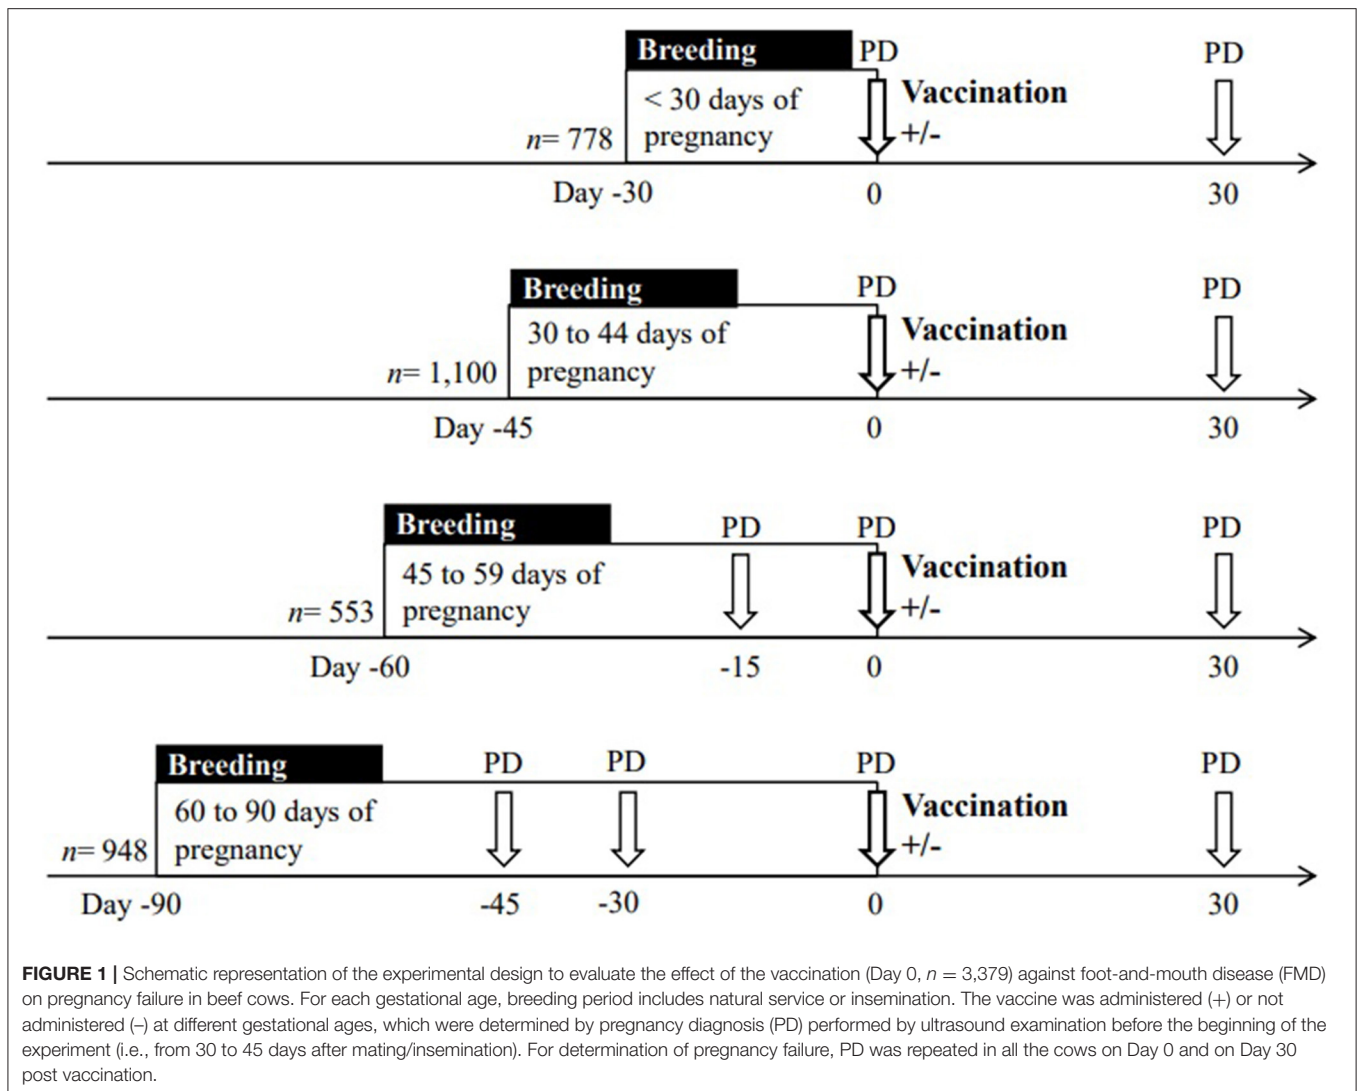 Breeding PD PD
< 30 days of Vaccination
n= 778 pregnancy +/-
Day -30 0 30
Breeding PD PD
30 to 44 days of Vaccination
n= 1,100 pregnancy +/-
Day -45 0 30
Breeding PD PD PD
45 to 59 days of Vaccination
n= 553 pregnancy +/-
Day -60 -15 0 30
Breeding PD PD PD PD
60 to 90 days of Vaccination
n= 948 pregnancy +/-
Day -90 -45 -30 0 30
FIGURE 1 | Schematic representation of the experimental design to evaluate the effect of the vaccination (Day 0, n = 3,379) against foot-and-mouth disease (FMD)
on pregnancy failure in beef cows. For each gestational age, breeding period includes natural service or insemination. The vaccine was administered (+) or not
administered (–) at different gestational ages, which were determined by pregnancy diagnosis (PD) performed by ultrasound examination before the beginning of the
experiment (i.e., from 30 to 45 days after mating/insemination). For determination of pregnancy failure, PD was repeated in all the cows on Day 0 and on Day 30
post vaccination.